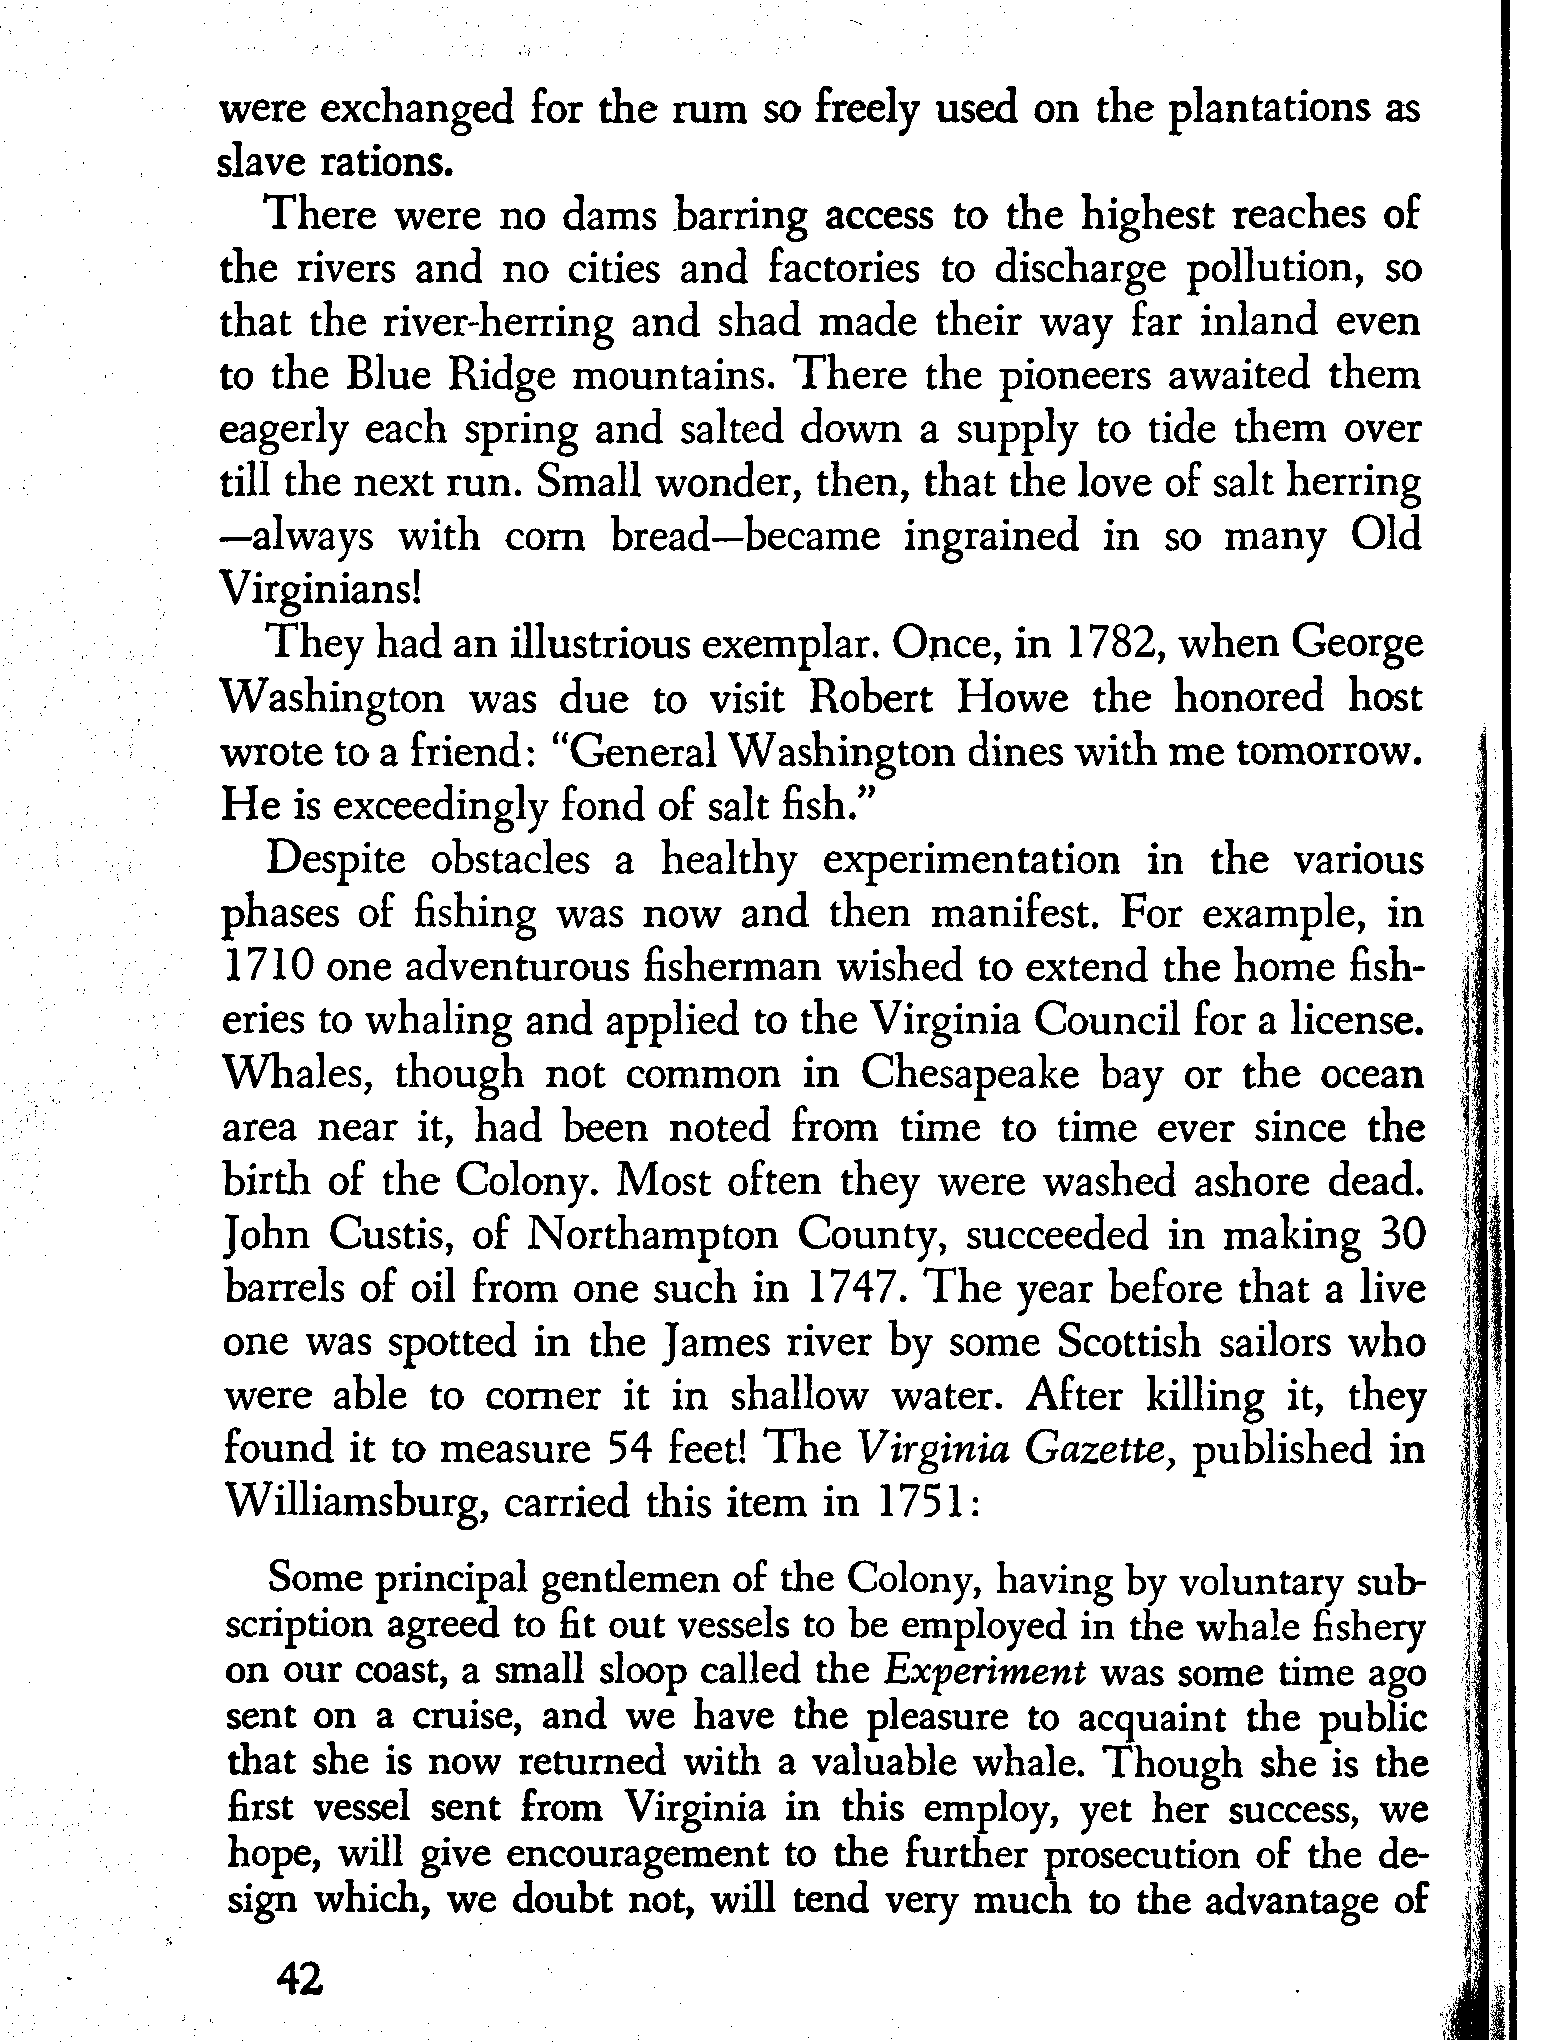 were exchanged for the rum so freely used on the plantations as
slave rations.
There were no dams barring access to the highest reaches of
the rivers and no cities and factories to discharge pollution, so
that the river-herring and shad made their way far inland even
to the Blue Ridge mountains. There the pioneers awaited them
eagerly each spring and salted down a supply to tide them over
till the next run. Small wonder, then, that the love of salt herring
—always with corn bread—became ingrained in so many Old
Virginians!
They had an illustrious exemplar. Once, in 1782, when George
Washington was due to visit Robert Howe the honored host
wrote to a friend: “General Washington dines with me tomorrow.
He is exceedingly fond of salt fish.”
Despite obstacles a healthy experimentation in the various
phases of fishing was now and then manifest. For example, in
1710 one adventurous fisherman wished to extend the home fish-
eries to whaling and applied to the Virginia Council for a license.
Whales, though not common in Chesapeake bay or the ocean
area near it, had been noted from time to time ever since the
birth of the Colony. Most often they were washed ashore dead.
John Custis, of Northampton County, succeeded in making 30
barrels of oil from one such in 1747. The year before that a live
one was spotted in the James river by some Scottish sailors who
were able to corner it in shallow water. After killing it, they
found it to measure 54 feet! The Virginia Gazette, published in
Williamsburg, carried this item in 1751:
Some principal gentlemen of the Colony, having by voluntary sub-
scription agreed to fit out vessels to be employed in the whale fishery
on our coast, a small sloop called the Experiment was some time ago
sent on a cruise, and we have the pleasure to acquaint the public
that she is now returned with a valuable whale. Though she is the
first vessel sent from Virginia in this employ, yet her success, we
hope, will give encouragement to the further prosecution of the de-
sign which, we doubt not, will tend very much to the advantage of
42